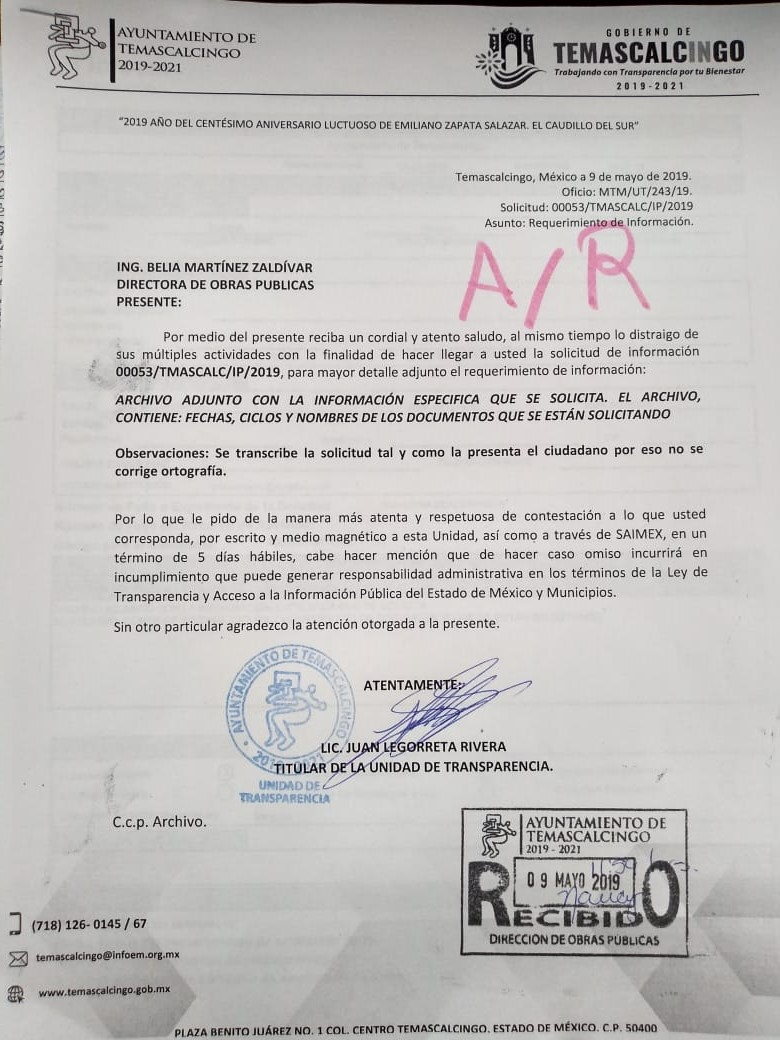 AYUNTAMIENTO DE
TEMASCALCINGO
2019-2021
GOBIERNO DE
TEMASCALCINGO
Trabajando con Transparencia por tu Bienestar
2019-2021
"2019 AÑO DEL CENTÉSIMO ANIVERSARIO LUCTUOSO DE EMILIANO ZAPATA SALAZAR. EL CAUDILLO DEL SUR"
Temascalcingo, México a 9 de mayo de 2019.
Oficio: MTM/UT/243/19.
Solicitud: 00053/TMASCALC/IP/2019
Asunto: Requerimiento de Información.
A/R
ING. BELIA MARTÍNEZ ZALDÍVAR
DIRECTORA DE OBRAS PUBLICAS
PRESENTE:
Por medio del presente reciba un cordial y atento saludo, al mismo tiempo lo distraigo de
sus múltiples actividades con la finalidad de hacer llegar a usted la solicitud de información
00053/TMASCALC/IP/2019, para mayor detalle adjunto el requerimiento de información:
ARCHIVO ADJUNTO CON LA INFORMACIÓN ESPECIFICA QUE SE SOLICITA. EL ARCHIVO,
CONTIENE: FECHAS, CICLOS Y NOMBRES DE LOS DOCUMENTOS QUE SE ESTÁN SOLICITANDO
Observaciones: Se transcribe la solicitud tal y como la presenta el ciudadano por eso no se
corrige ortografía.
Por lo que le pido de la manera más atenta y respetuosa de contestación a lo que usted
corresponda, por escrito y medio magnético a esta Unidad, así como a través de SAIMEX, en un
término de 5 días hábiles, cabe hacer mención que de hacer caso omiso incurrirá en
incumplimiento que puede generar responsabilidad administrativa en los términos de la Ley de
Transparencia y Acceso a la Información Pública del Estado de México y Municipios.
Sin otro particular agradezco la atención otorgada a la presente.
AYUNTAMIENTO DE TEMASCALCINGO
2019-2021
UNIDAD DE
TRANSPARENCIA
ATENTAMENTE:
LIC. JUAN LEGORRETA RIVERA
TITULAR DE LA UNIDAD DE TRANSPARENCIA.
C.c.p. Archivo.
AYUNTAMIENTO DE
TEMASCALCINGO
2019 - 2021
09 MAYO 2019
Nancy
RECIBIDO
DIRECCION DE OBRAS PUBLICAS
(718) 126- 0145 / 67
temascalcingo@infoem.org.mx
www.temascalcingo.gob.mx
PLAZA BENITO JUÁREZ NO. 1 COL. CENTRO TEMASCALCINGO. ESTADO DE MÉXICO. C.P. 50400